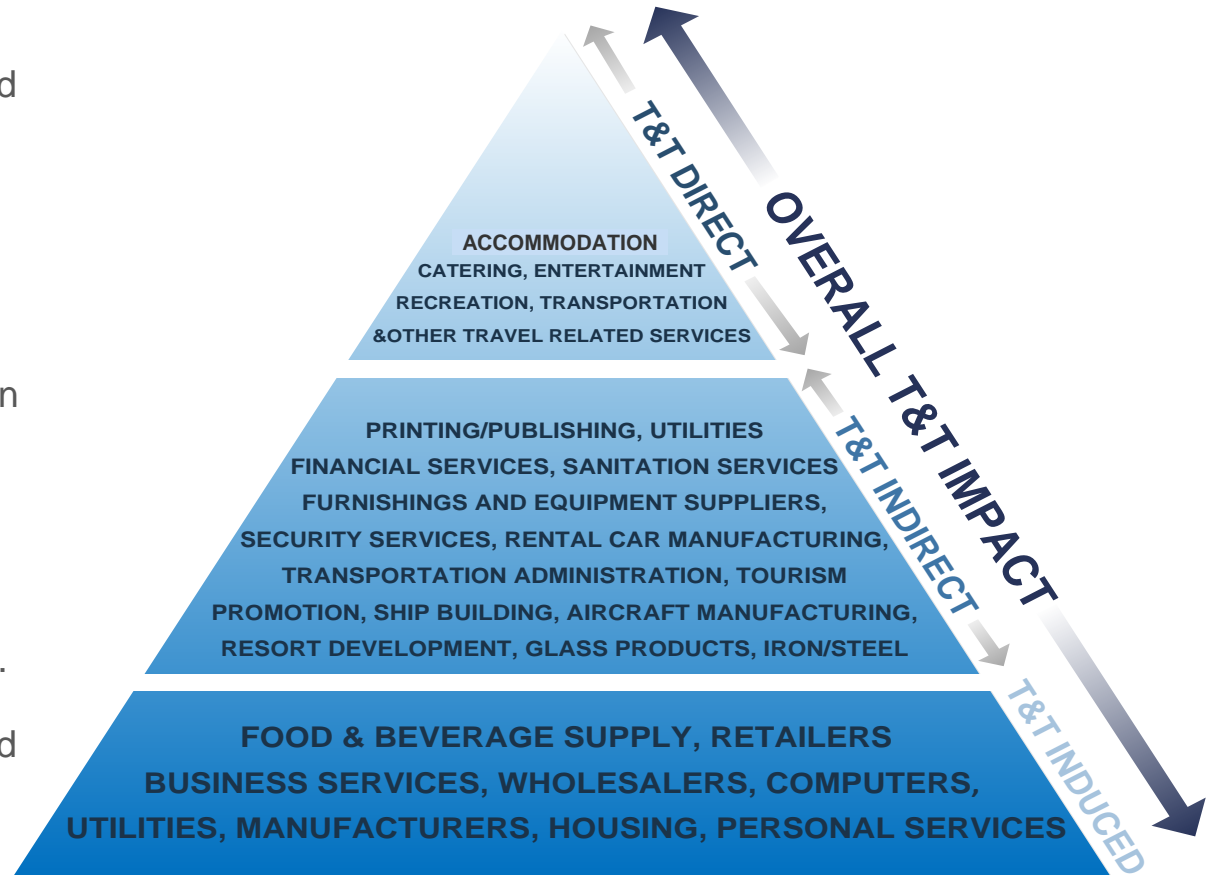 d
n
.
d
ACCOMMODATION
CATERING, ENTERTAINMENT
RECREATION, TRANSPORTATION
&OTHER TRAVEL RELATED SERVICES
PRINTING/PUBLISHING, UTILITIES
FINANCIAL SERVICES, SANITATION SERVICES
FURNISHINGS AND EQUIPMENT SUPPLIERS,
SECURITY SERVICES, RENTAL CAR MANUFACTURING,
TRANSPORTATION ADMINISTRATION, TOURISM
PROMOTION, SHIP BUILDING, AIRCRAFT MANUFACTURING,
RESORT DEVELOPMENT, GLASS PRODUCTS, IRON/STEEL
FOOD & BEVERAGE SUPPLY, RETAILERS
BUSINESS SERVICES, WHOLESALERS, COMPUTERS,
UTILITIES, MANUFACTURERS, HOUSING, PERSONAL SERVICES
T&T DIRECT
T&T INDIRECT
T&T INDUCED
OVERALL T&T IMPACT